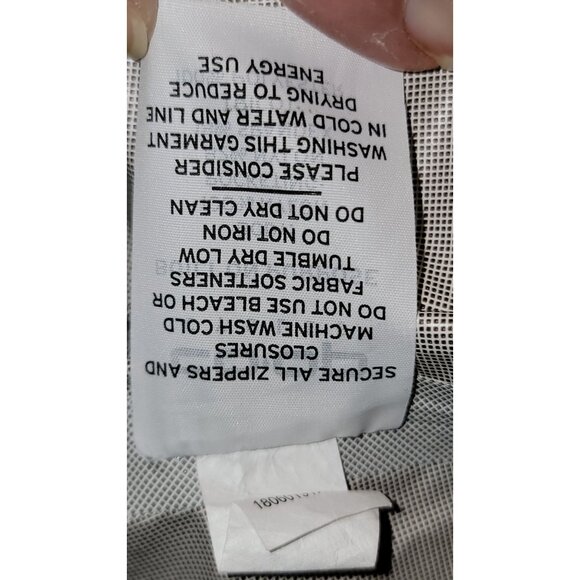 SECURE ALL ZIPPERS AND
CLOSURES
MACHINE WASH COLD
DO NOT USE BLEACH OR
FABRIC SOFTENERS
TUMBLE DRY LOW
DO NOT IRON
DO NOT DRY CLEAN
PLEASE CONSIDER
WASHING THIS GARMENT
IN COLD WATER AND LINE
DRYING TO REDUCE
ENERGY USE